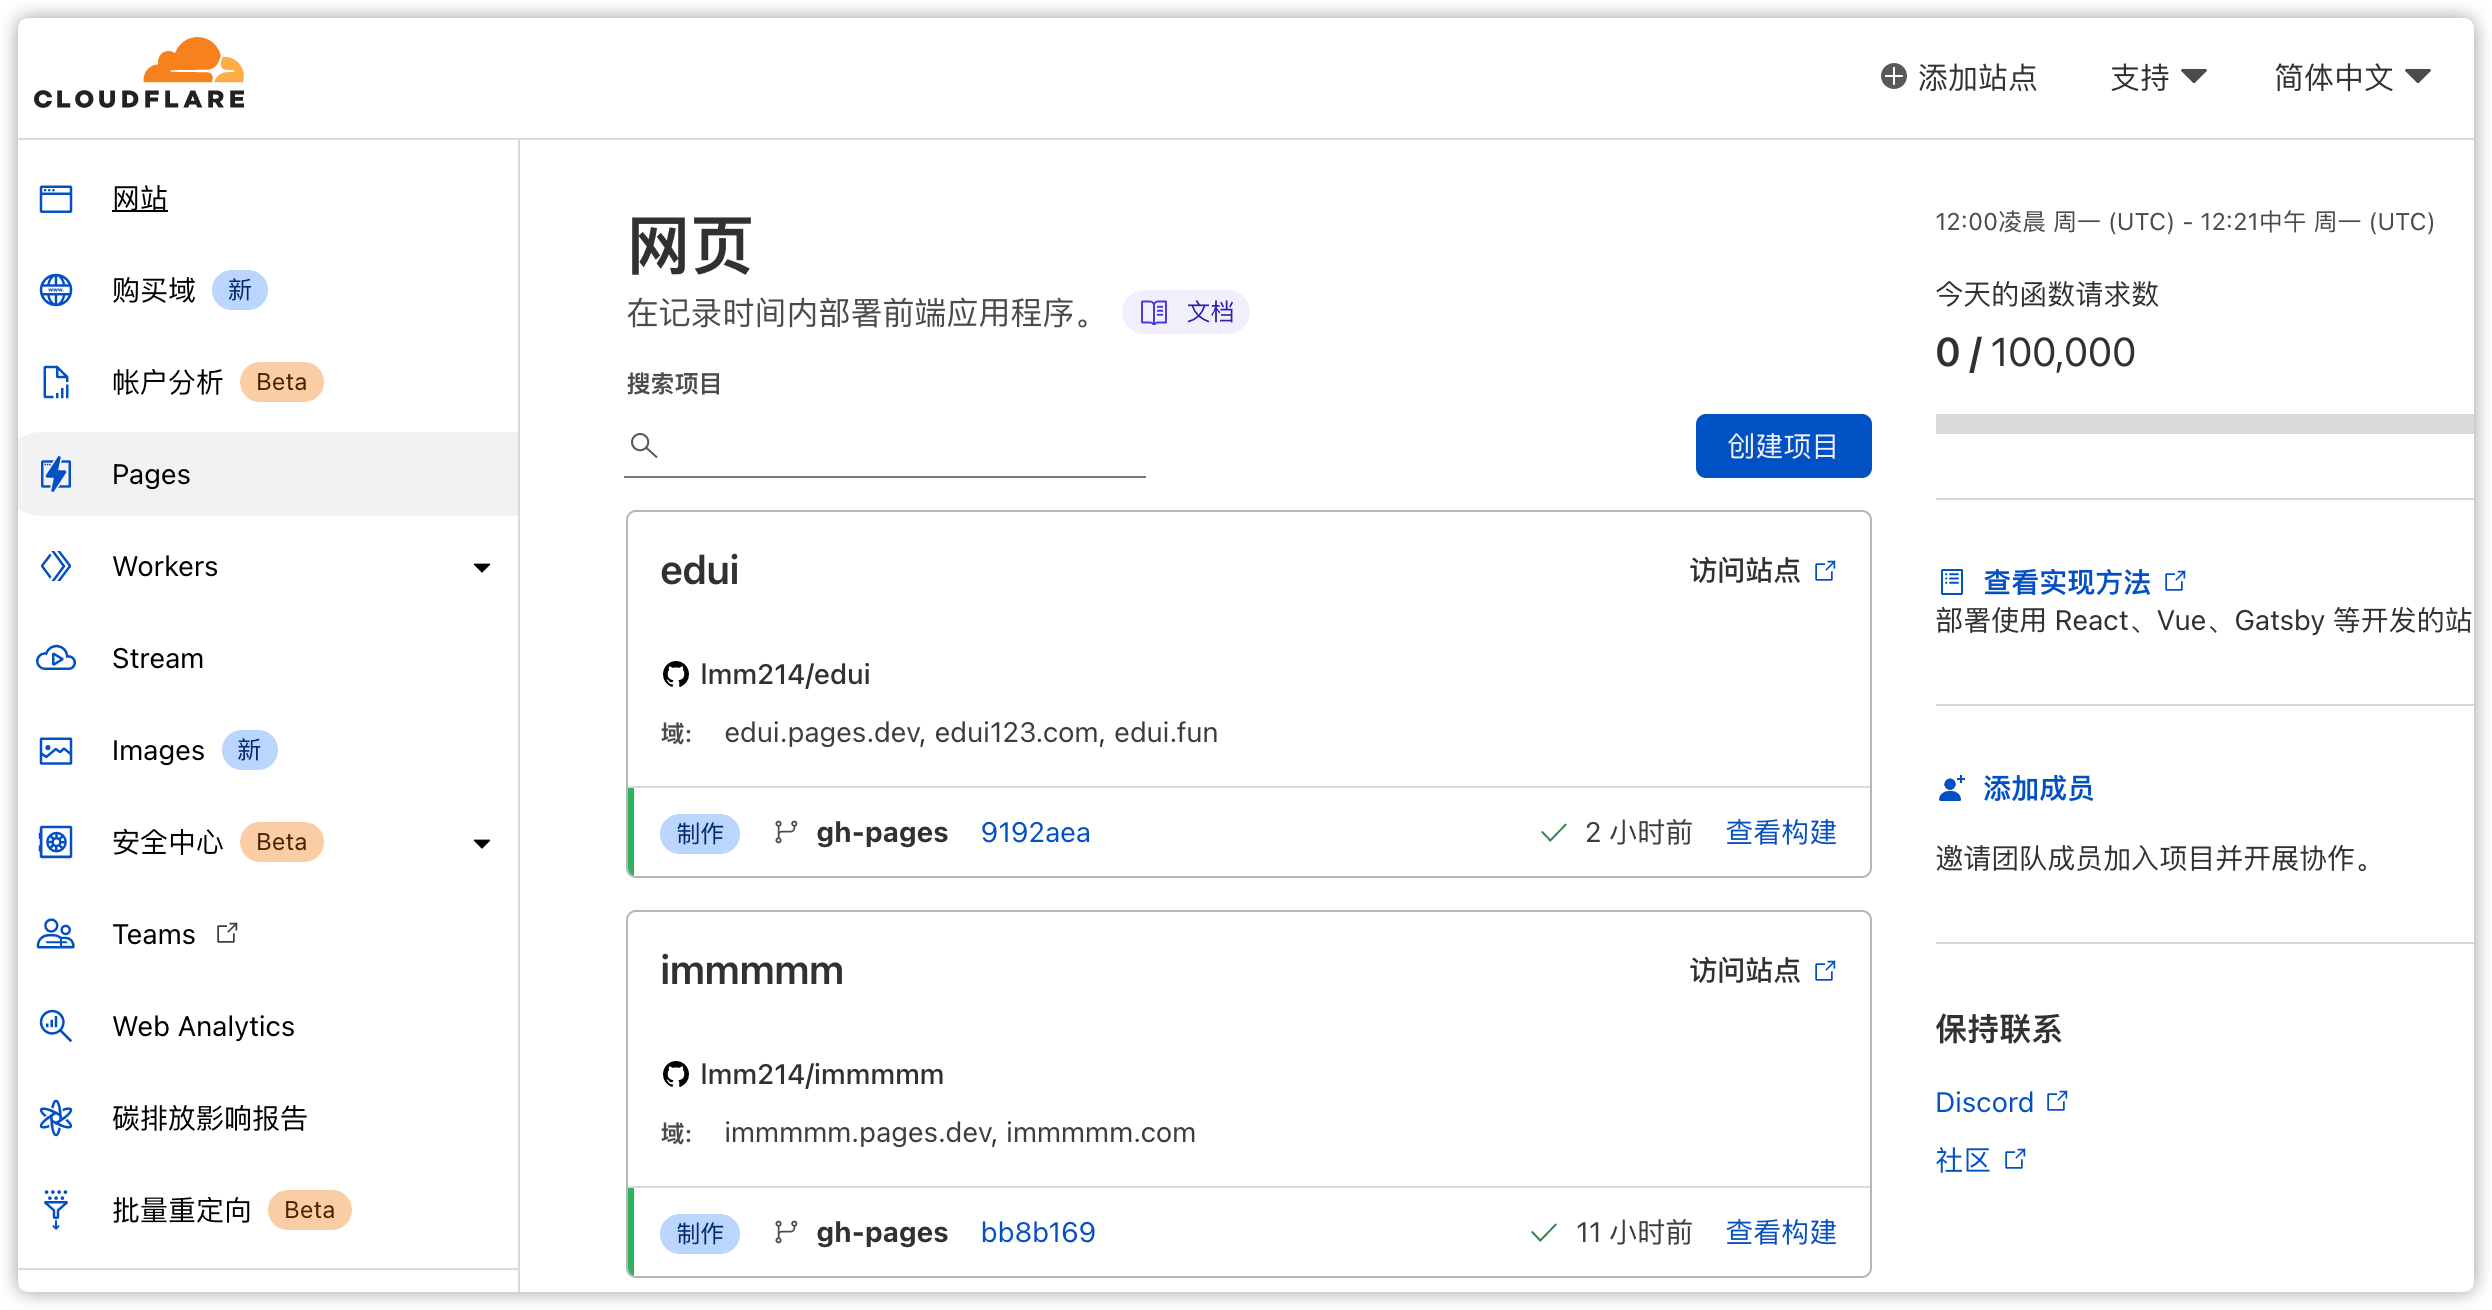 CLOUDFLARE
添加站点 支持 简体中文
网站
购买域 新
帐户分析 Beta
Pages
Workers
Stream
Images 新
安全中心 Beta
Teams
Web Analytics
碳排放影响报告
批量重定向 Beta
网页
在记录时间内部署前端应用程序。 文档
搜索项目
创建项目
edui 访问站点
lmm214/edui
域: edui.pages.dev, edui123.com, edui.fun
制作 gh-pages 9192aea 2 小时前 查看构建
immmmm 访问站点
lmm214/immmmm
域: immmmm.pages.dev, immmmm.com
制作 gh-pages bb8b169 11 小时前 查看构建
12:00凌晨 周一 (UTC) - 12:21中午 周一 (UTC)
今天的函数请求数
0 / 100,000
查看实现方法
部署使用 React、Vue、Gatsby 等开发的站
添加成员
邀请团队成员加入项目并开展协作。
保持联系
Discord
社区